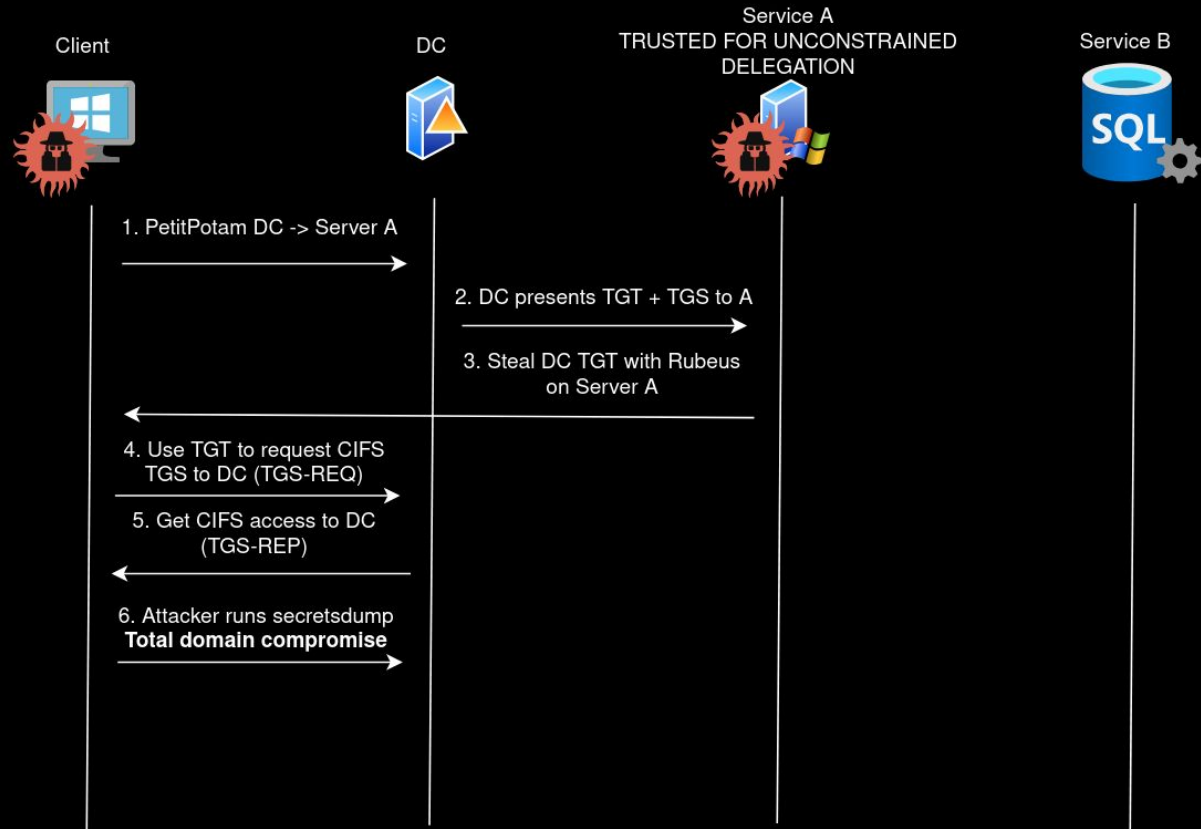 Client
DC
Service A
TRUSTED FOR UNCONSTRAINED
DELEGATION
Service B
SQL
1. PetitPotam DC -> Server A
2. DC presents TGT + TGS to A
3. Steal DC TGT with Rubeus
on Server A
4. Use TGT to request CIFS
TGS to DC (TGS-REQ)
5. Get CIFS access to DC
(TGS-REP)
6. Attacker runs secretsdump
Total domain compromise